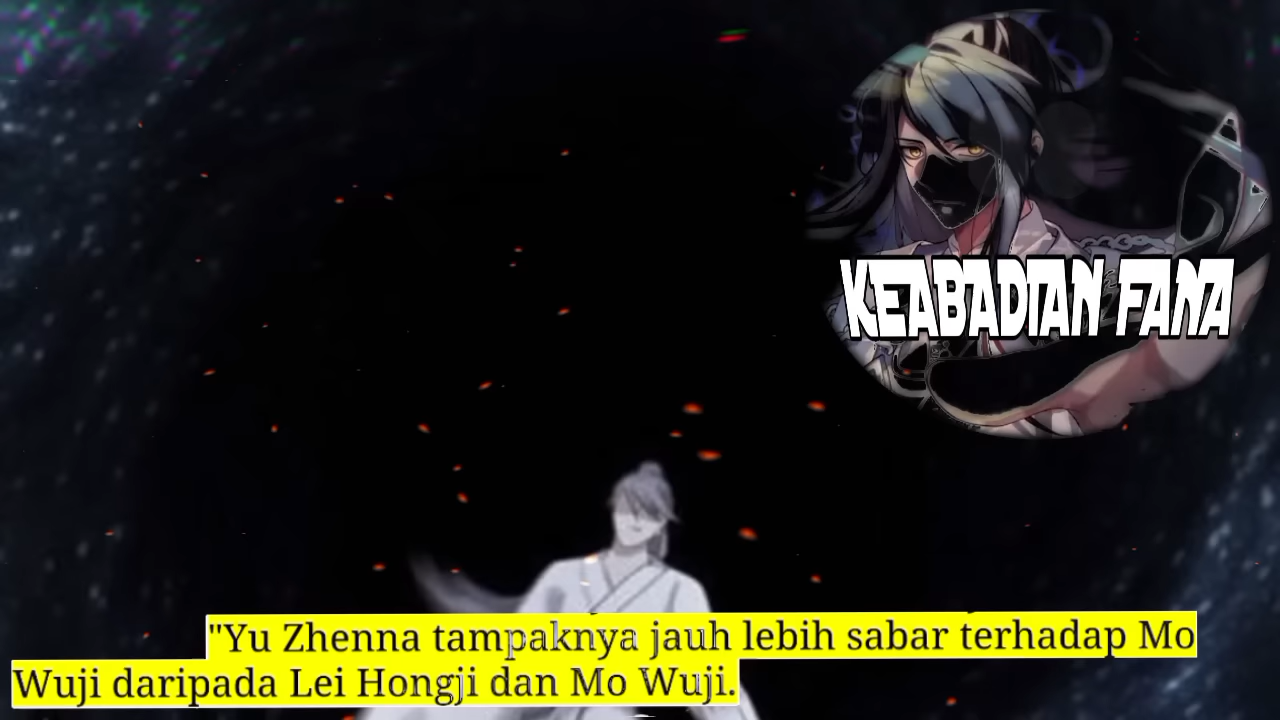 KEABADIAN FANA
"Yu Zhenna tampaknya jauh lebih sabar terhadap Mo
Wuji daripada Lei Hongji dan Mo Wuji.